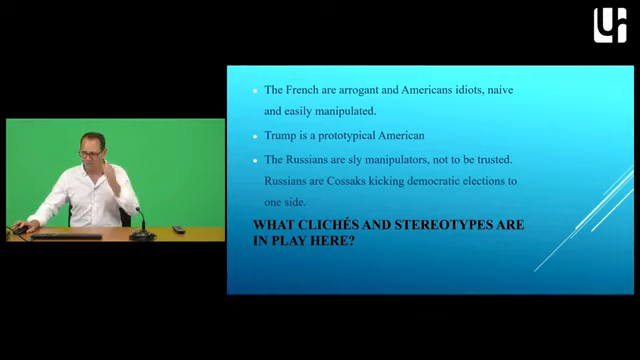 The French are arrogant and Americans idiots, naive
and easily manipulated.
Trump is a prototypical American
The Russians are sly manipulators, not to be trusted.
Russians are Cossaks kicking democratic elections to
one side.
WHAT CLICHÉS AND STEREOTYPES ARE
IN PLAY HERE?